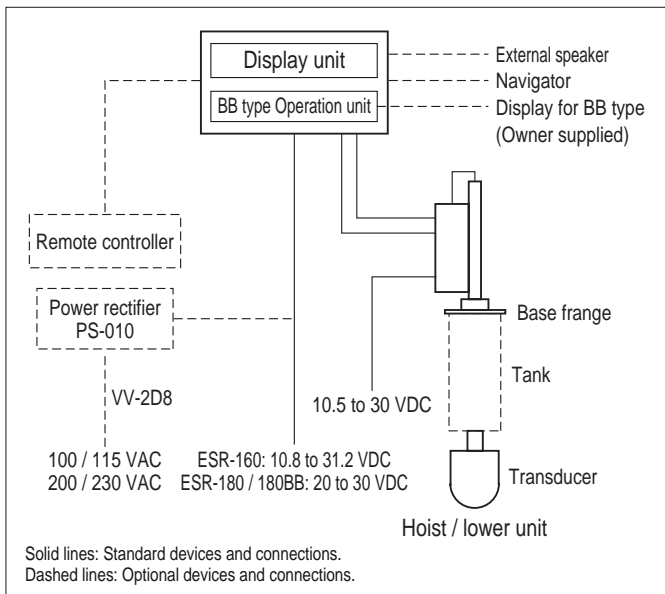 Display unit
BB type Operation unit
External speaker
Navigator
Display for BB type
(Owner supplied)
Remote controller
Power rectifier
PS-010
Base frange
Tank
VV-2D8
10.5 to 30 VDC
100 / 115 VAC
200 / 230 VAC
ESR-160: 10.8 to 31.2 VDC
ESR-180 / 180BB: 20 to 30 VDC
Transducer
Hoist / lower unit
Solid lines: Standard devices and connections.
Dashed lines: Optional devices and connections.